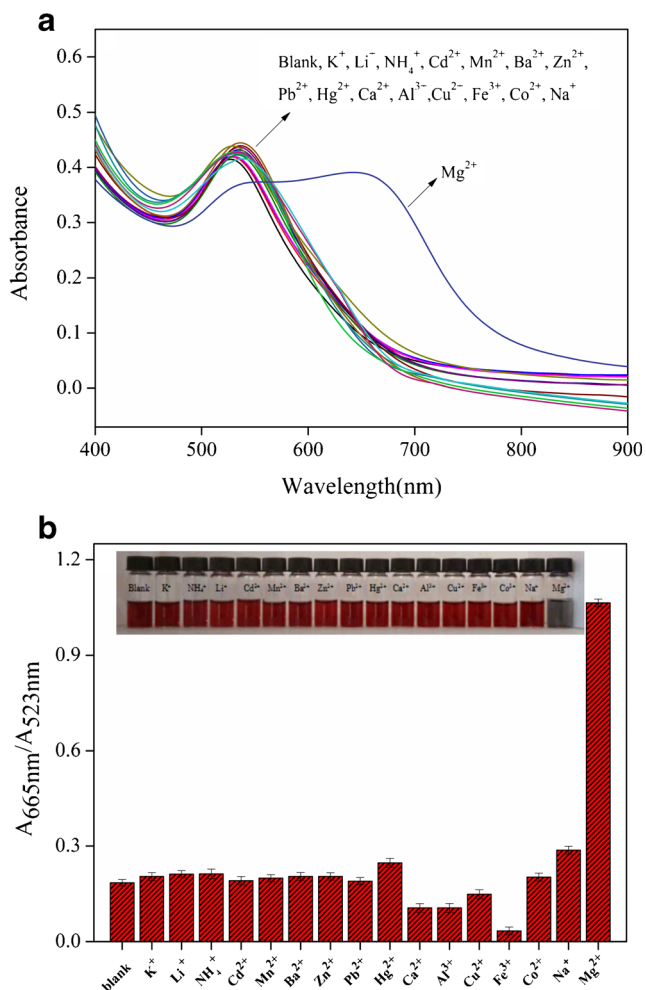 a
0.6
0.5
0.4
0.3
0.2
0.1
0.0
Absorbance
Blank, K⁺, Li⁻, NH₄⁺, Cd²⁺, Mn²⁺, Ba²⁺, Zn²⁺,
Pb²⁺, Hg²⁺, Ca²⁺, Al³⁻,Cu²⁻, Fe³⁺, Co²⁺, Na⁺
Mg²⁺
400 500 600 700 800 900
Wavelength(nm)
b
1.2
0.9
0.6
0.3
0.0
A665nm/A523nm
Blank K⁺ NH₄⁺ Li⁺ Cd²⁺ Mn²⁺ Ba²⁺ Zn²⁺ Pb²⁺ Hg²⁺ Ca²⁺ Al³⁺ Cu²⁺ Fe³⁺ Co²⁺ Na⁺ Mg²⁺
blank K⁺ Li⁺ NH₄⁺ Cd²⁺ Mn²⁺ Ba²⁺ Zn²⁺ Pb²⁺ Hg²⁺ Ca²⁺ Al³⁺ Cu²⁺ Fe³⁺ Co²⁺ Na⁺ Mg²⁺